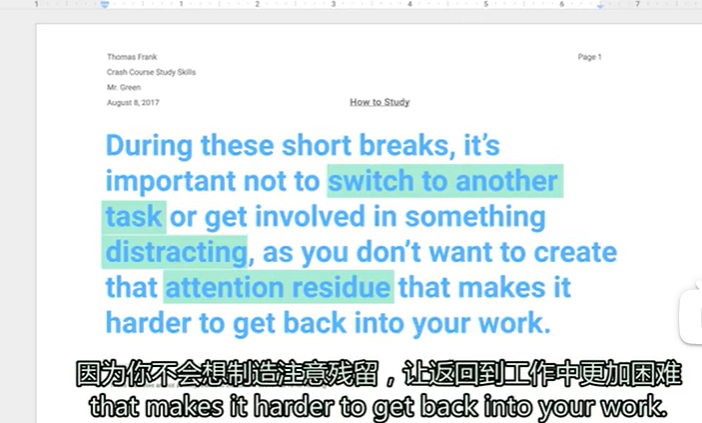 1 1 2 3 4 5 6 7
Thomas Frank Page 1
Crash Course Study Skills
Mr. Green
August 8, 2017 How to Study
During these short breaks, it’s
important not to switch to another
task or get involved in something
distracting, as you don’t want to create
that attention residue that makes it
harder to get back into your work.
因为你不会想制造注意残留，让返回到工作中更加困难
that makes it harder to get back into your work.